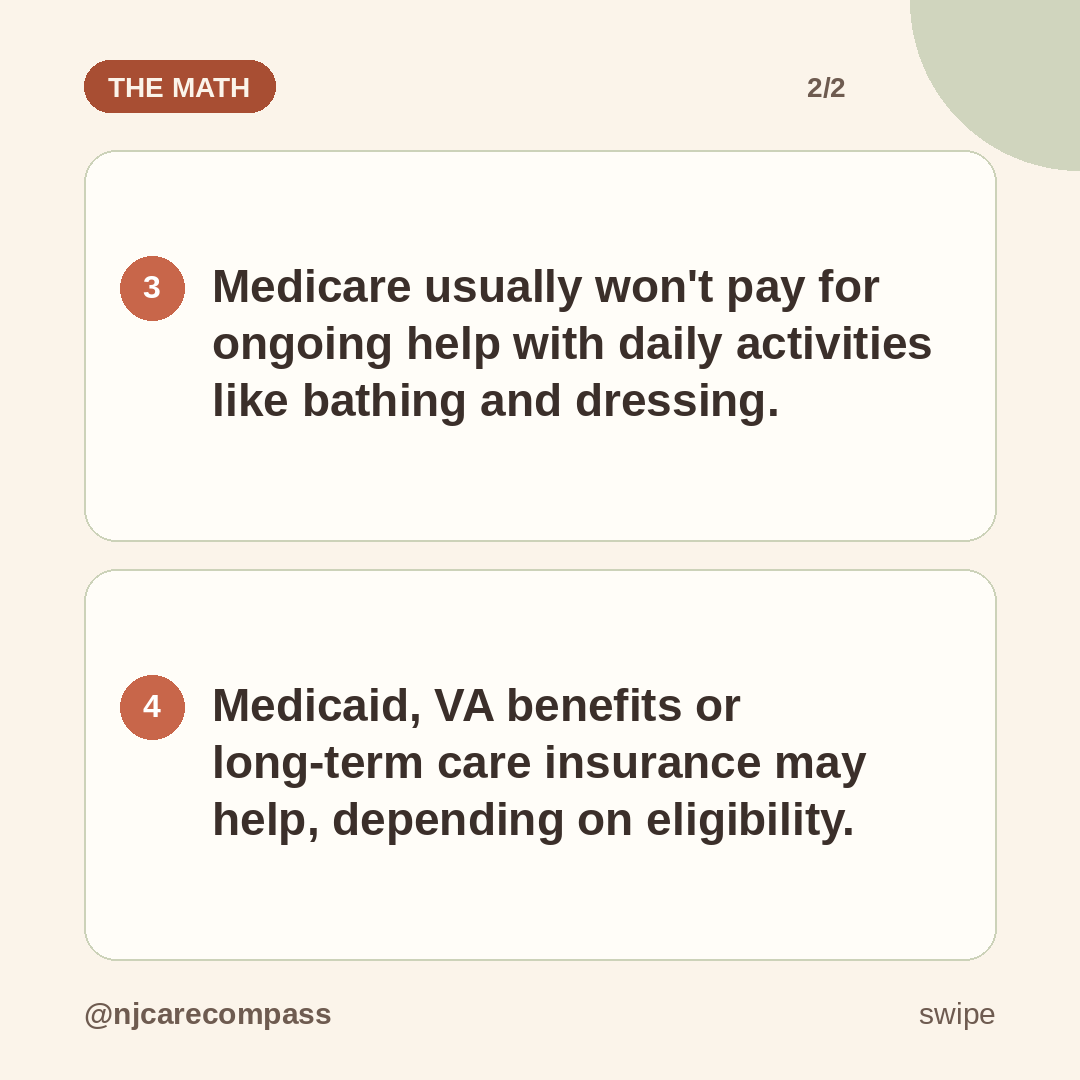 THE MATH
2/2
3
Medicare usually won't pay for
ongoing help with daily activities
like bathing and dressing.
4
Medicaid, VA benefits or
long-term care insurance may
help, depending on eligibility.
@njcarecompass
swipe